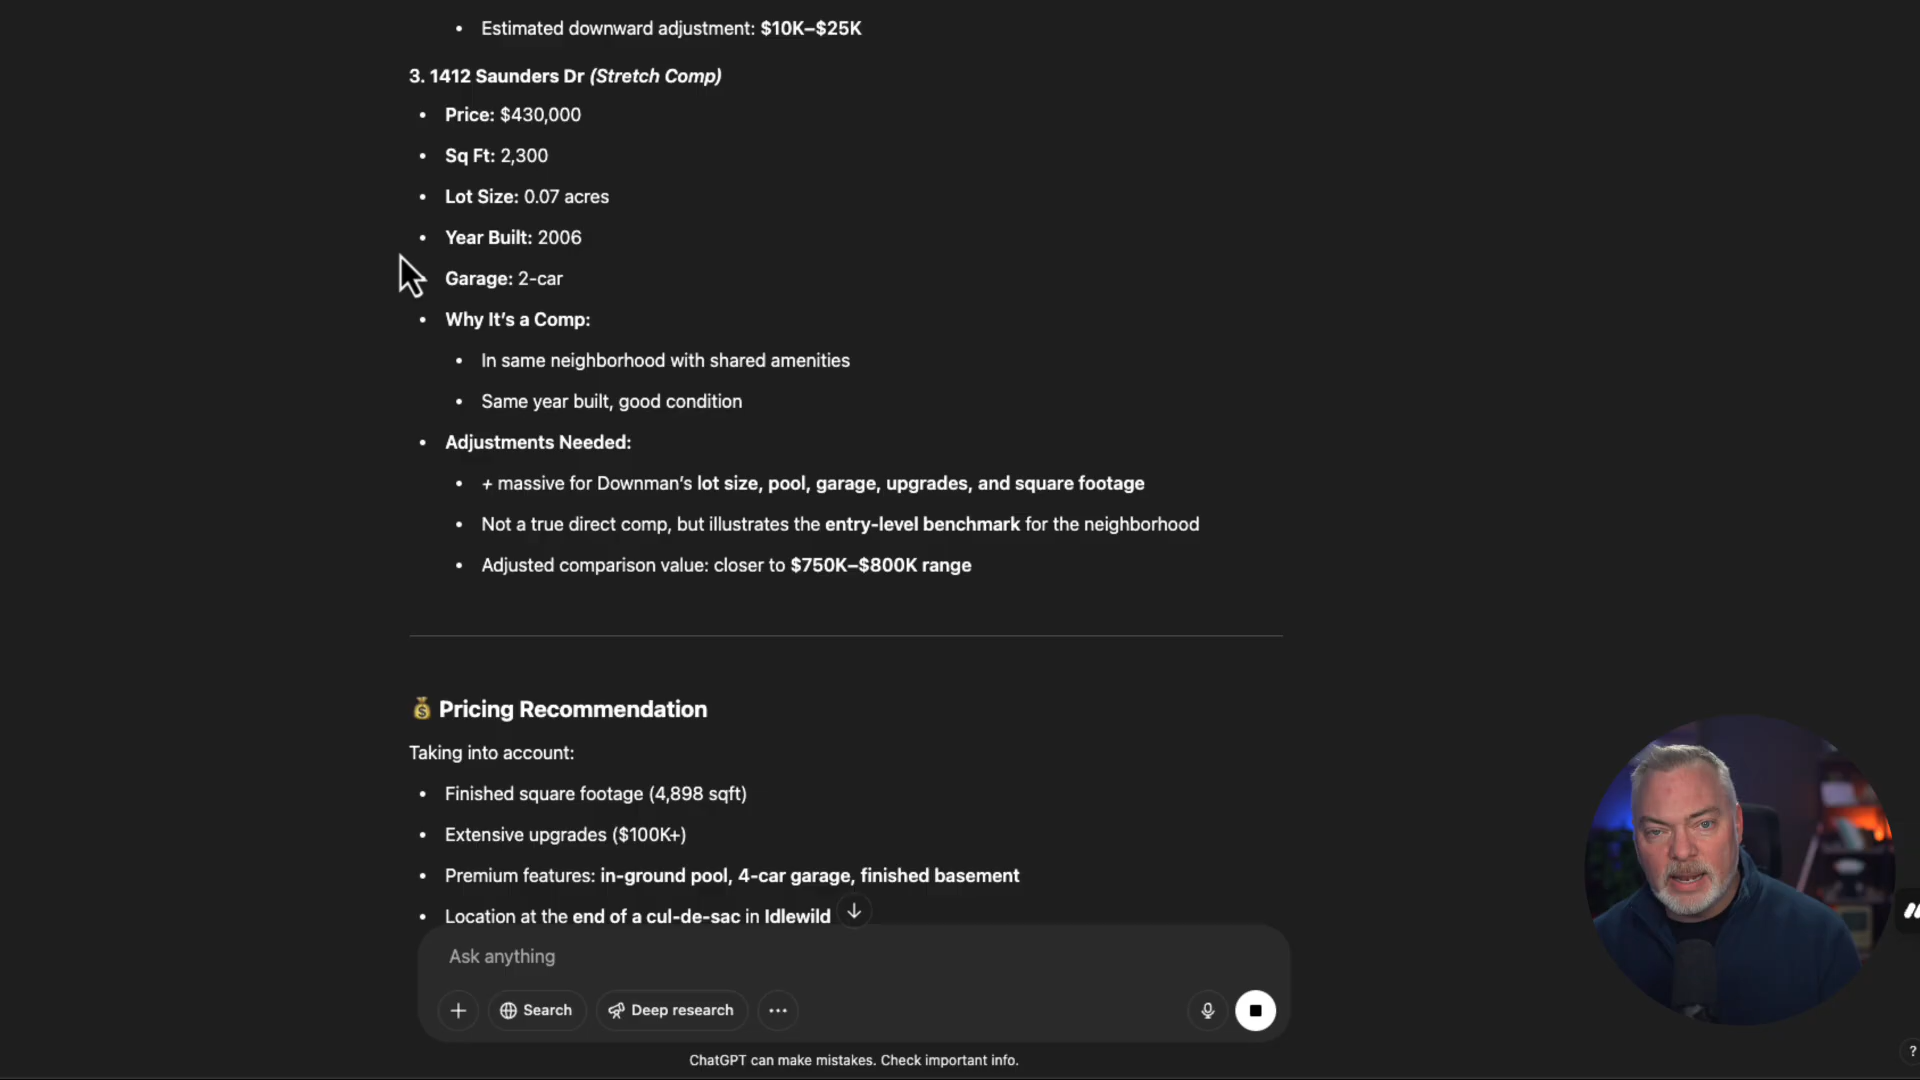 • Estimated downward adjustment: $10K–$25K
3. 1412 Saunders Dr (Stretch Comp)
• Price: $430,000
• Sq Ft: 2,300
• Lot Size: 0.07 acres
• Year Built: 2006
Garage: 2-car
• Why It’s a Comp:
• In same neighborhood with shared amenities
• Same year built, good condition
• Adjustments Needed:
• + massive for Downman’s lot size, pool, garage, upgrades, and square footage
• Not a true direct comp, but illustrates the entry-level benchmark for the neighborhood
• Adjusted comparison value: closer to $750K–$800K range
💰 Pricing Recommendation
Taking into account:
• Finished square footage (4,898 sqft)
• Extensive upgrades ($100K+)
• Premium features: in-ground pool, 4-car garage, finished basement
• Location at the end of a cul-de-sac in Idlewild
Ask anything
Search Deep research
ChatGPT can make mistakes. Check important info.
?